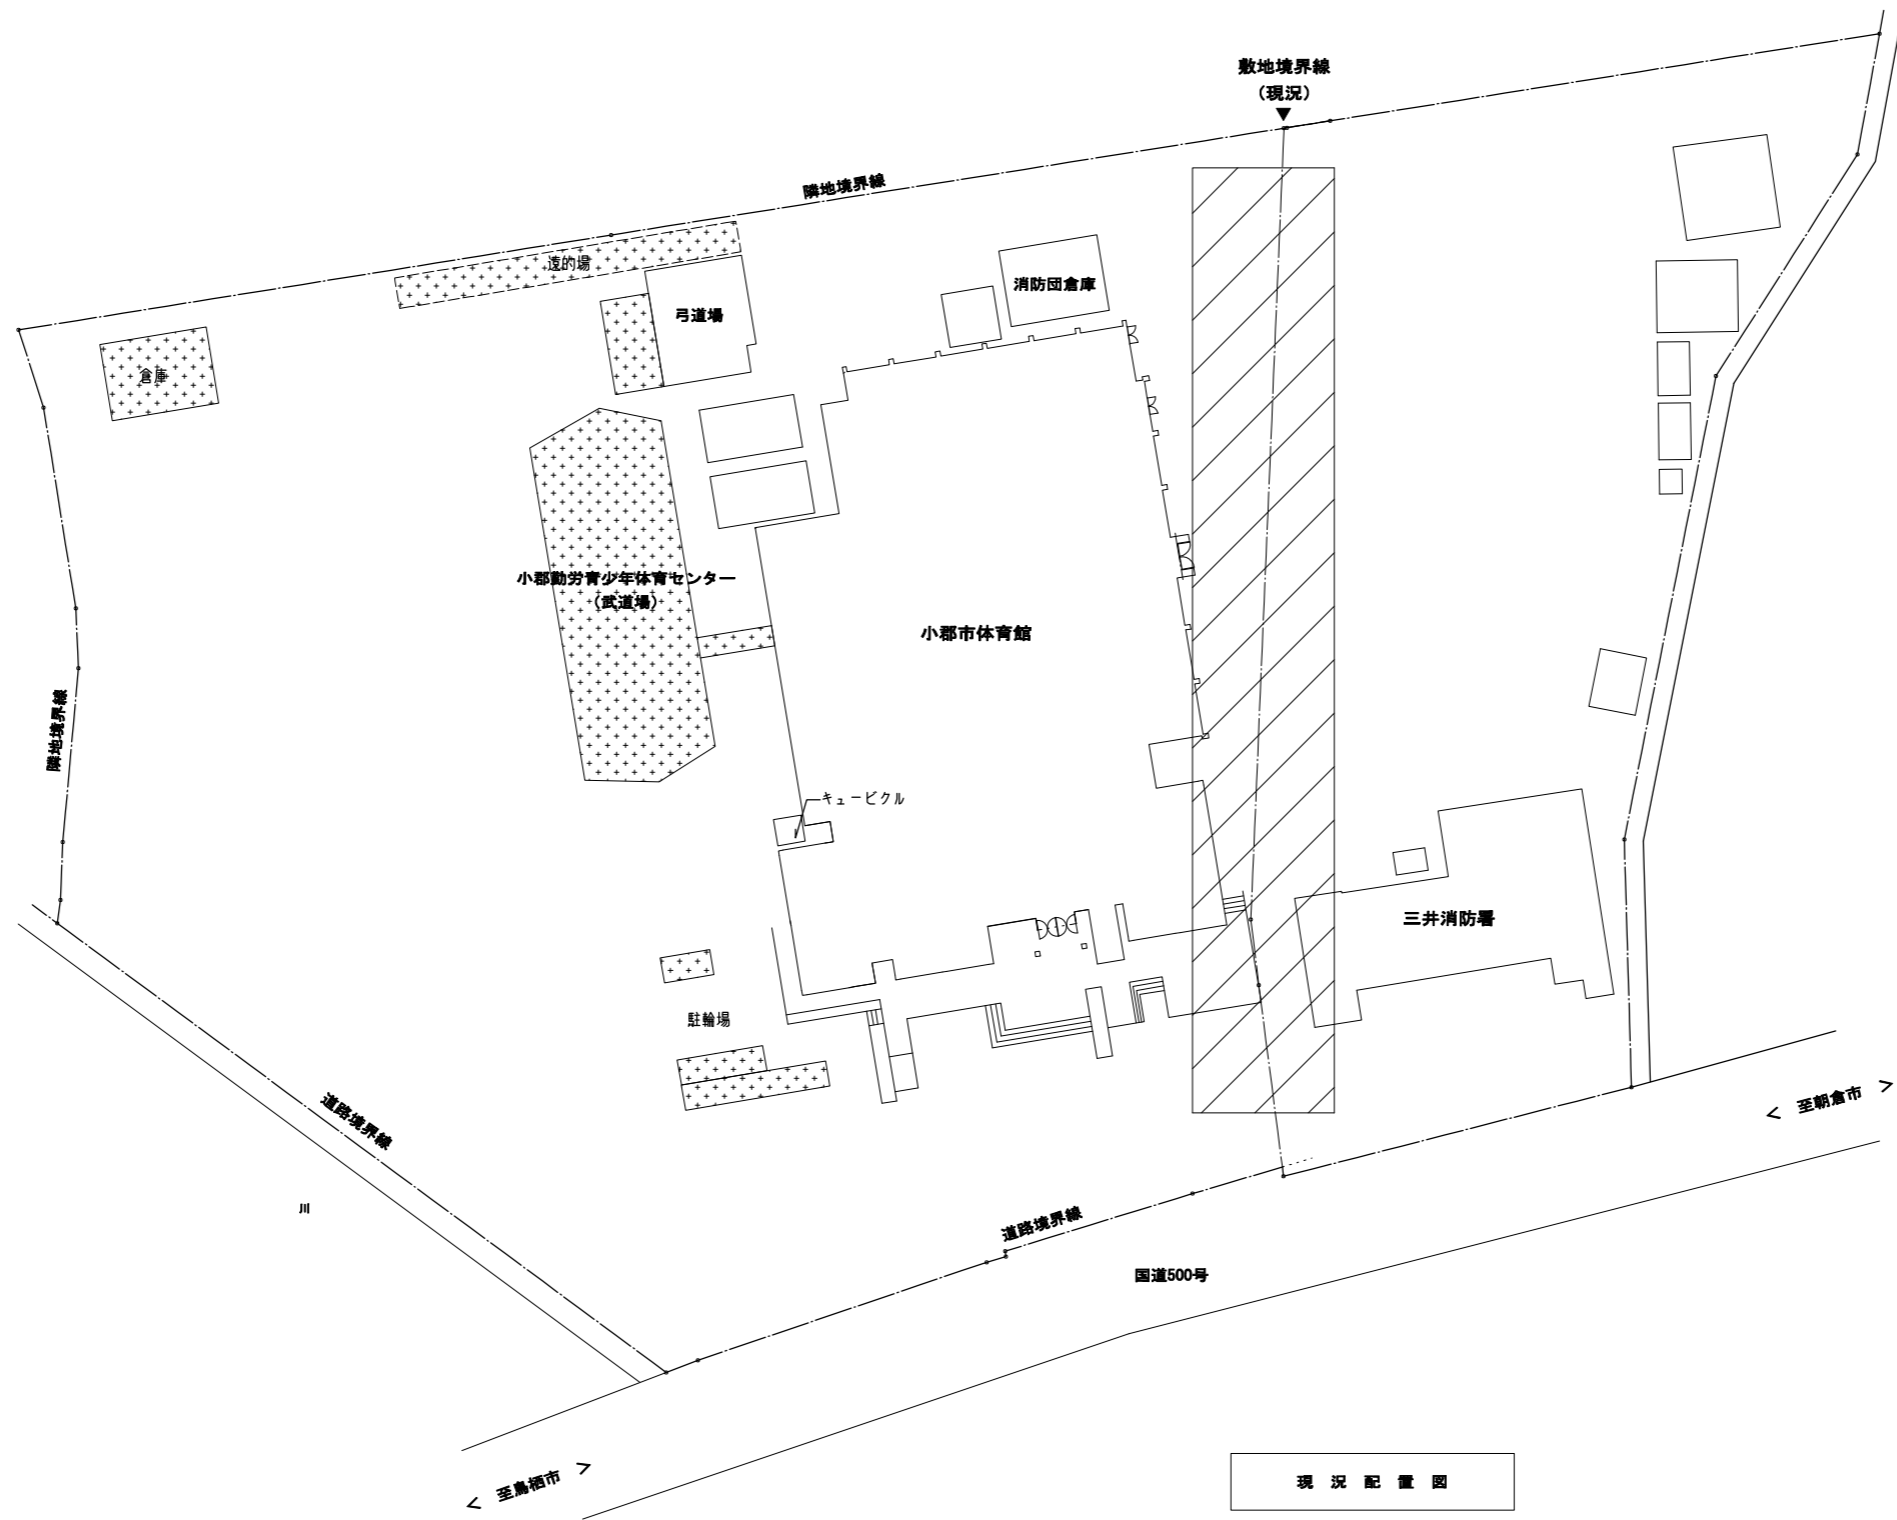 敷地境界線
（現況）
▼
隣地境界線
遠的場
消防団倉庫
弓道場
倉庫
小郡勤労青少年体育センター
（武道場）
小郡市体育館
隣地境界線
キュービクル
三井消防署
駐輪場
道路境界線
＜ 至朝倉市 ＞
川
道路境界線
国道500号
＜ 至鳥栖市 ＞
現況配置図